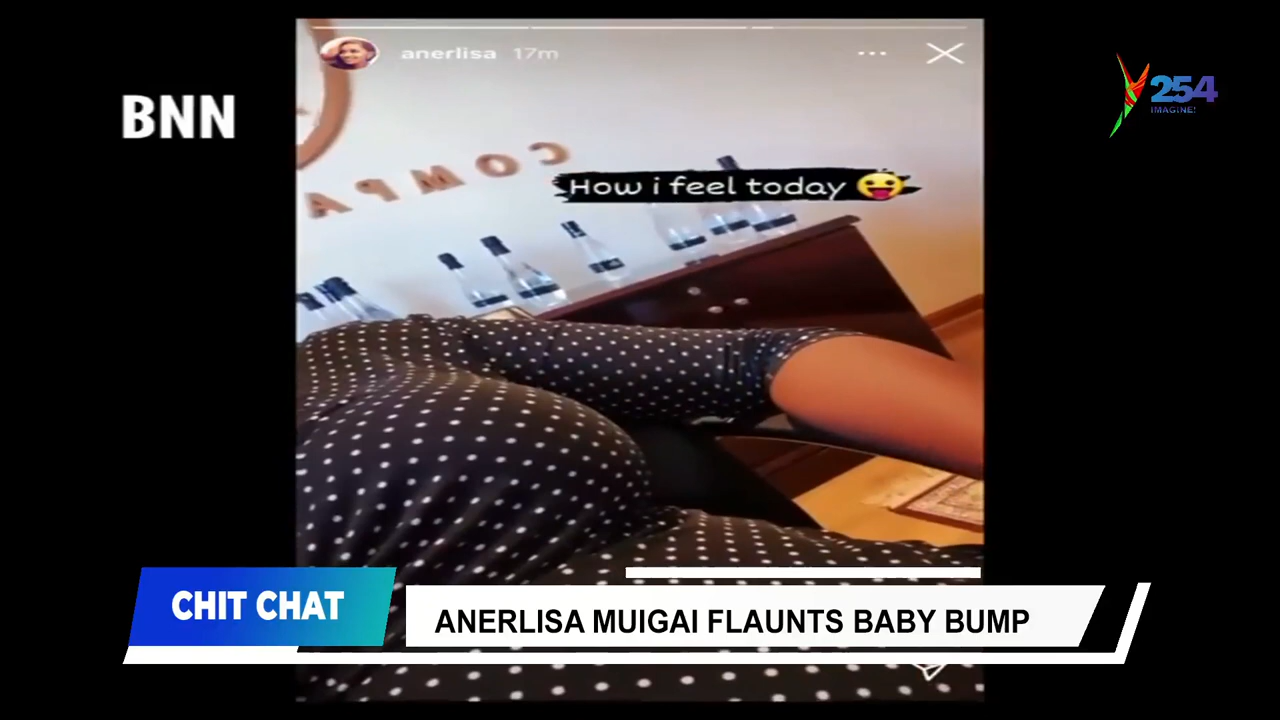 anerlisa 17m
BNN
254
IMAGINE!
COMPA
How i feel today 😜
CHIT CHAT
ANERLISA MUIGAI FLAUNTS BABY BUMP